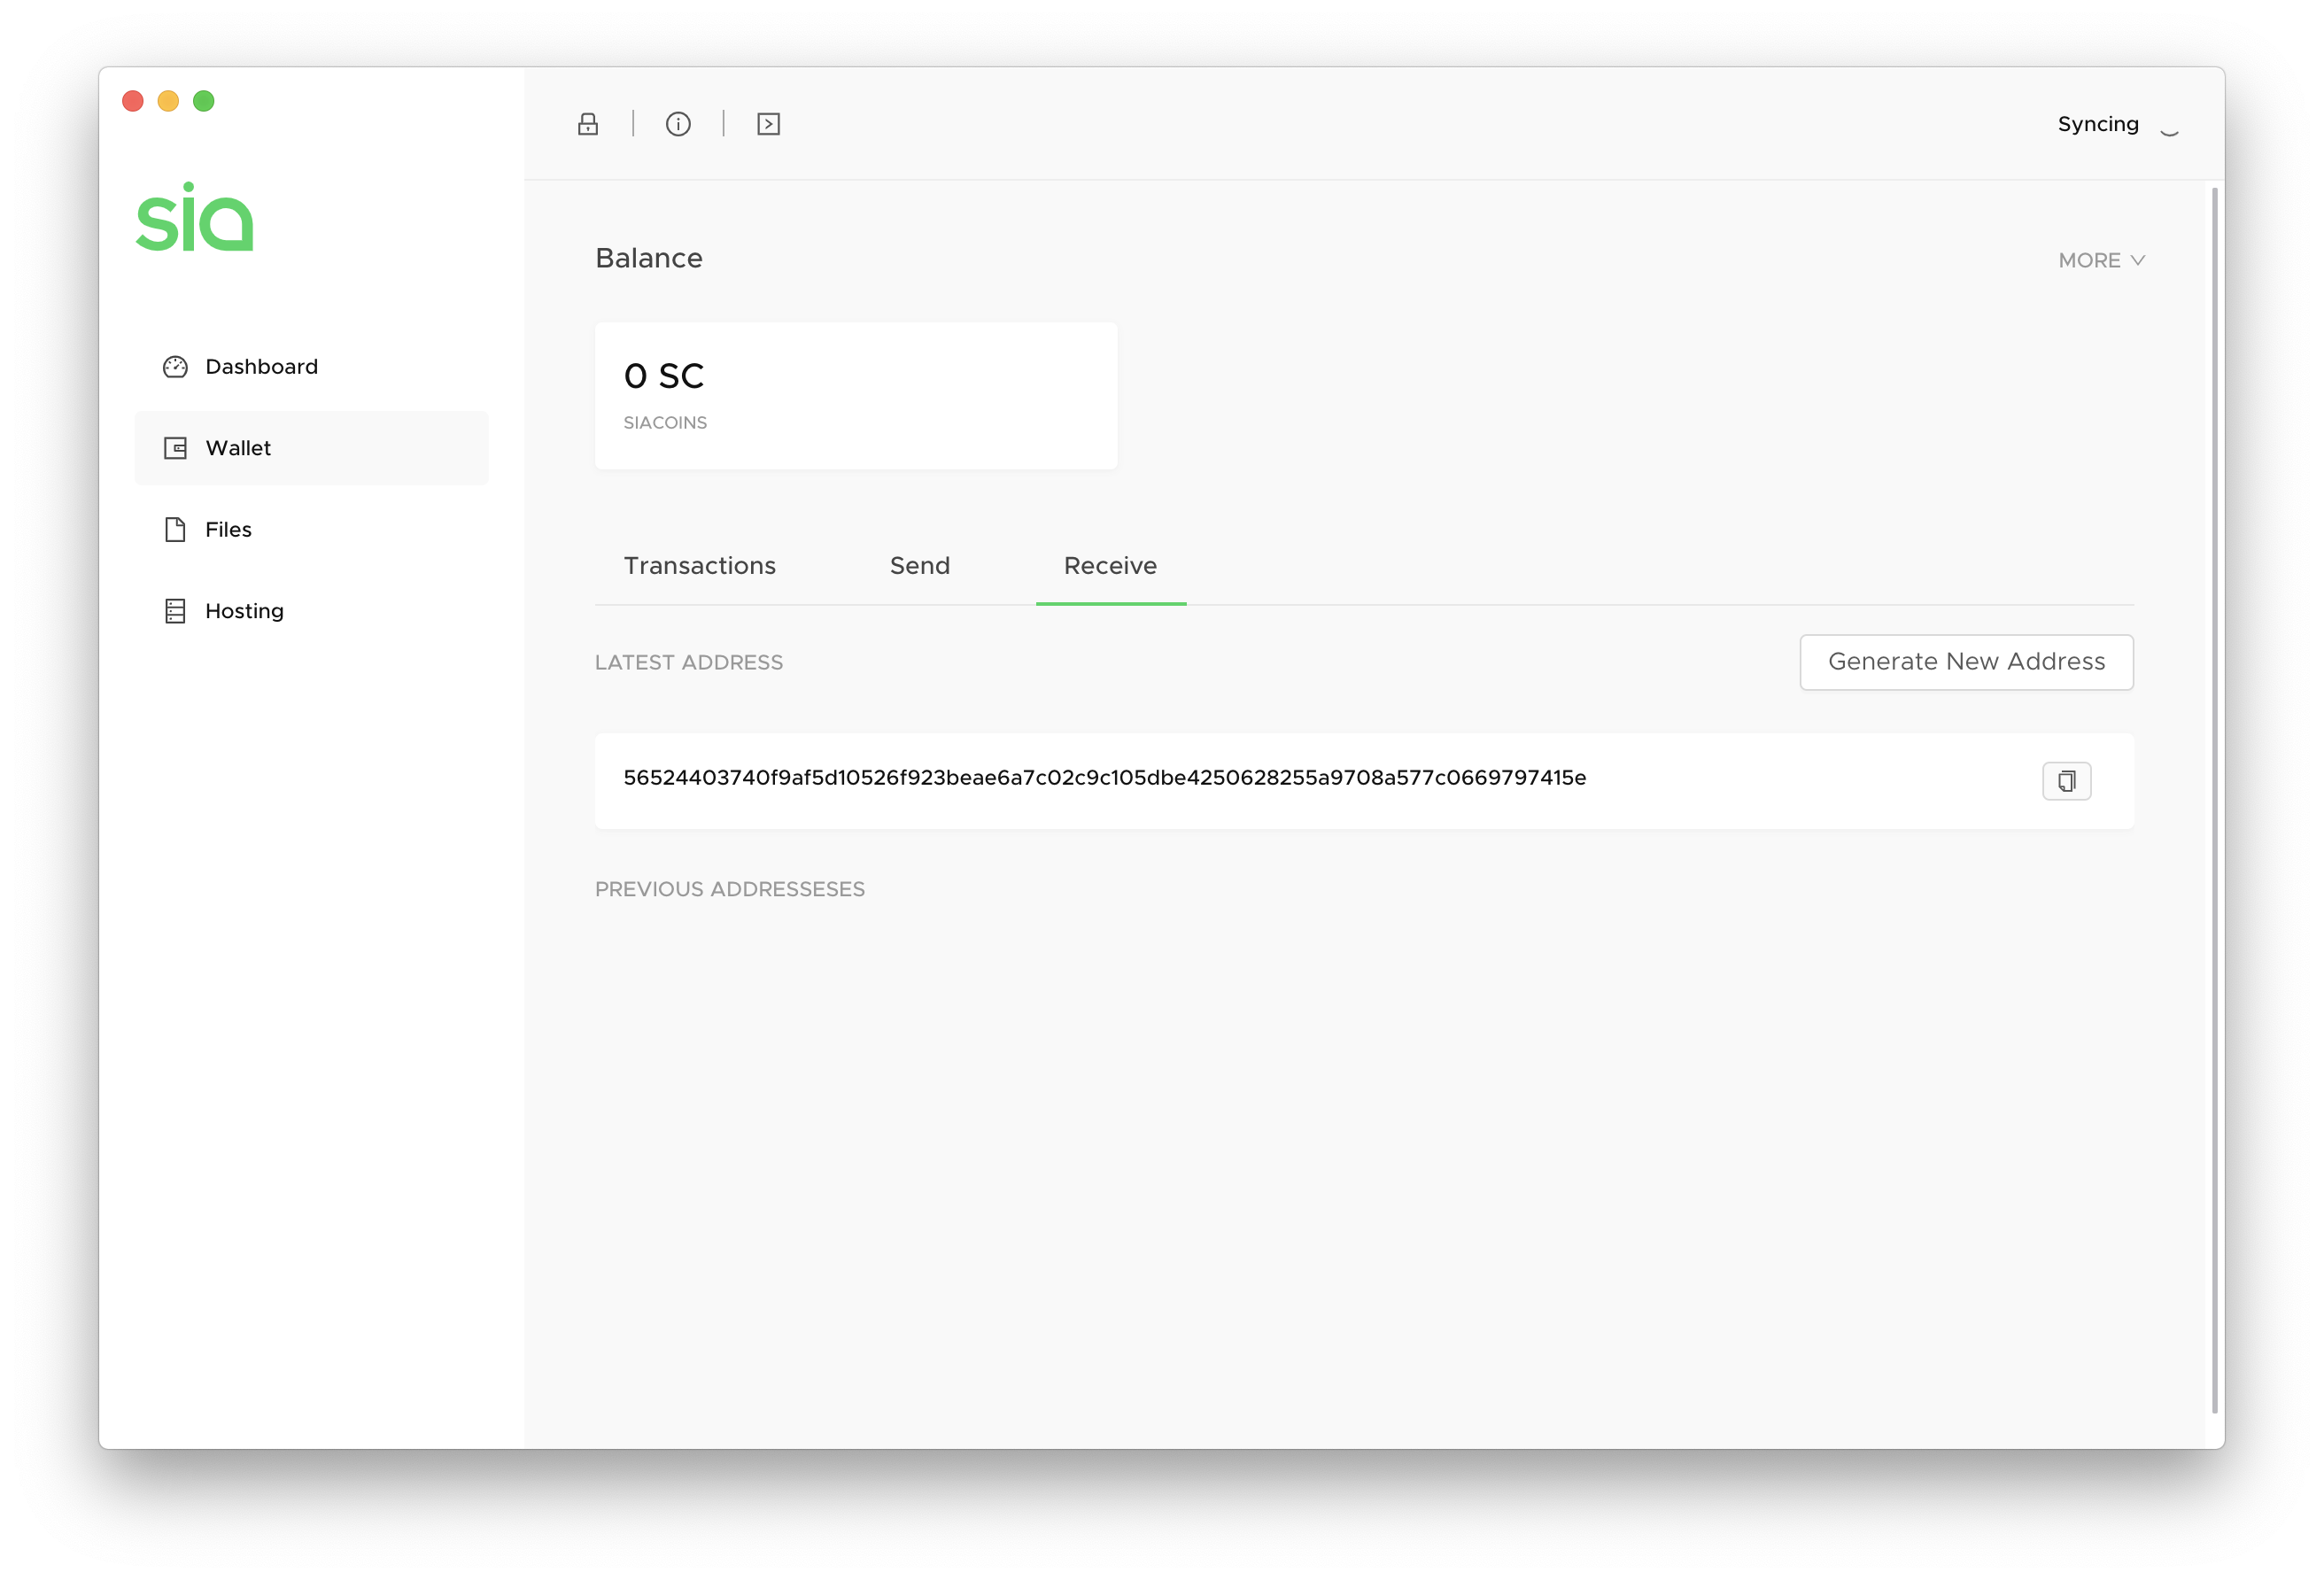 Syncing
sia
Balance
MORE
Dashboard
0 SC
SIACOINS
Wallet
Files
Transactions Send Receive
Hosting
LATEST ADDRESS
Generate New Address
56524403740f9af5d10526f923beae6a7c02c9c105dbe4250628255a9708a577c0669797415e
PREVIOUS ADDRESSESES